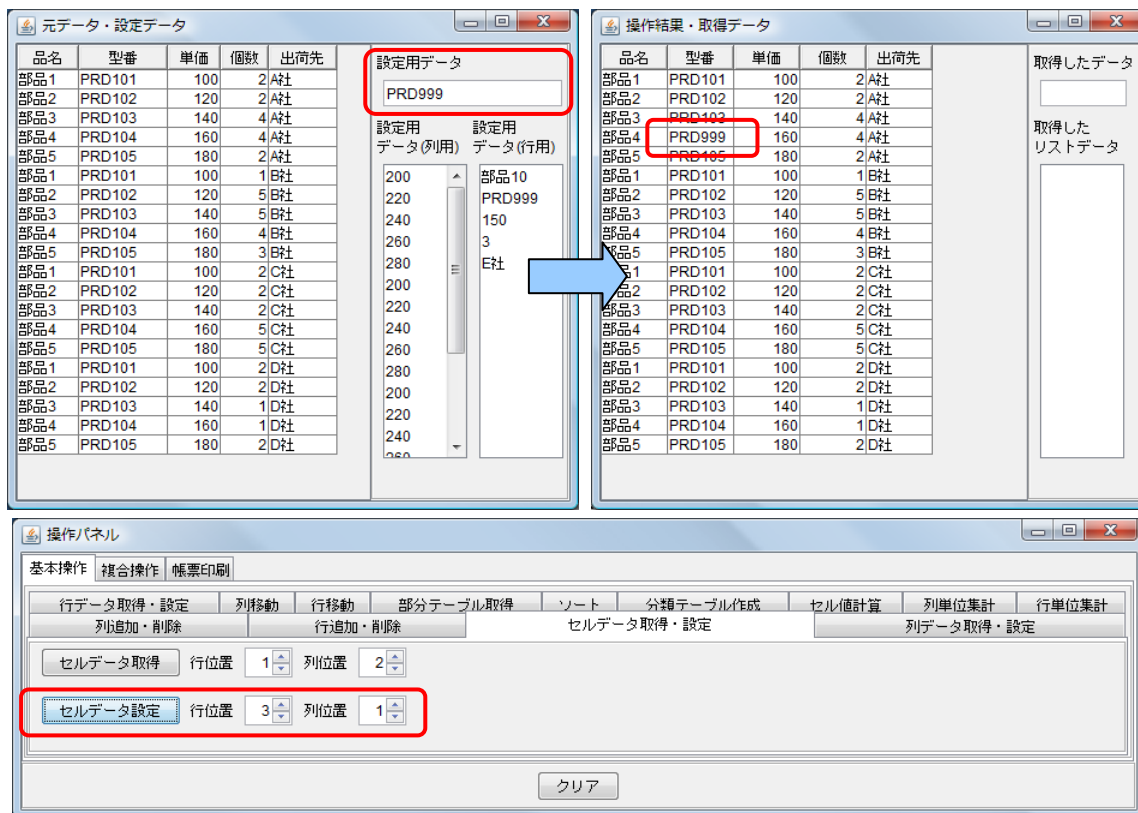 元データ・設定データ
品名 型番 単価 個数 出荷先
部品1 PRD101 100 2 A社
部品2 PRD102 120 2 A社
部品3 PRD103 140 4 A社
部品4 PRD104 160 4 A社
部品5 PRD105 180 2 A社
部品1 PRD101 100 1 B社
部品2 PRD102 120 5 B社
部品3 PRD103 140 5 B社
部品4 PRD104 160 4 B社
部品5 PRD105 180 3 B社
部品1 PRD101 100 2 C社
部品2 PRD102 120 2 C社
部品3 PRD103 140 2 C社
部品4 PRD104 160 5 C社
部品5 PRD105 180 5 C社
部品1 PRD101 100 2 D社
部品2 PRD102 120 2 D社
部品3 PRD103 140 1 D社
部品4 PRD104 160 1 D社
部品5 PRD105 180 2 D社
設定用データ
PRD999
設定用
データ(列用)
200
220
240
260
280
200
220
240
260
280
200
220
240
260
設定用
データ(行用)
部品10
PRD999
150
3
E社
操作結果・取得データ
品名 型番 単価 個数 出荷先
部品1 PRD101 100 2 A社
部品2 PRD102 120 2 A社
部品3 PRD103 140 4 A社
部品4 PRD999 160 4 A社
部品5 PRD105 180 2 A社
部品1 PRD101 100 1 B社
部品2 PRD102 120 5 B社
部品3 PRD103 140 5 B社
部品4 PRD104 160 4 B社
品5 PRD105 180 3 B社
1 PRD101 100 2 C社
2 PRD102 120 2 C社
部品3 PRD103 140 2 C社
部品4 PRD104 160 5 C社
部品5 PRD105 180 5 C社
部品1 PRD101 100 2 D社
部品2 PRD102 120 2 D社
部品3 PRD103 140 1 D社
部品4 PRD104 160 1 D社
部品5 PRD105 180 2 D社
取得したデータ
取得した
リストデータ
操作パネル
基本操作 複合操作 帳票印刷
行データ取得・設定 列移動 行移動 部分テーブル取得 ソート 分類テーブル作成 セル値計算 列単位集計 行単位集計
列追加・削除 行追加・削除 セルデータ取得・設定 列データ取得・設定
セルデータ取得 行位置 1 列位置 2
セルデータ設定 行位置 3 列位置 1
クリア